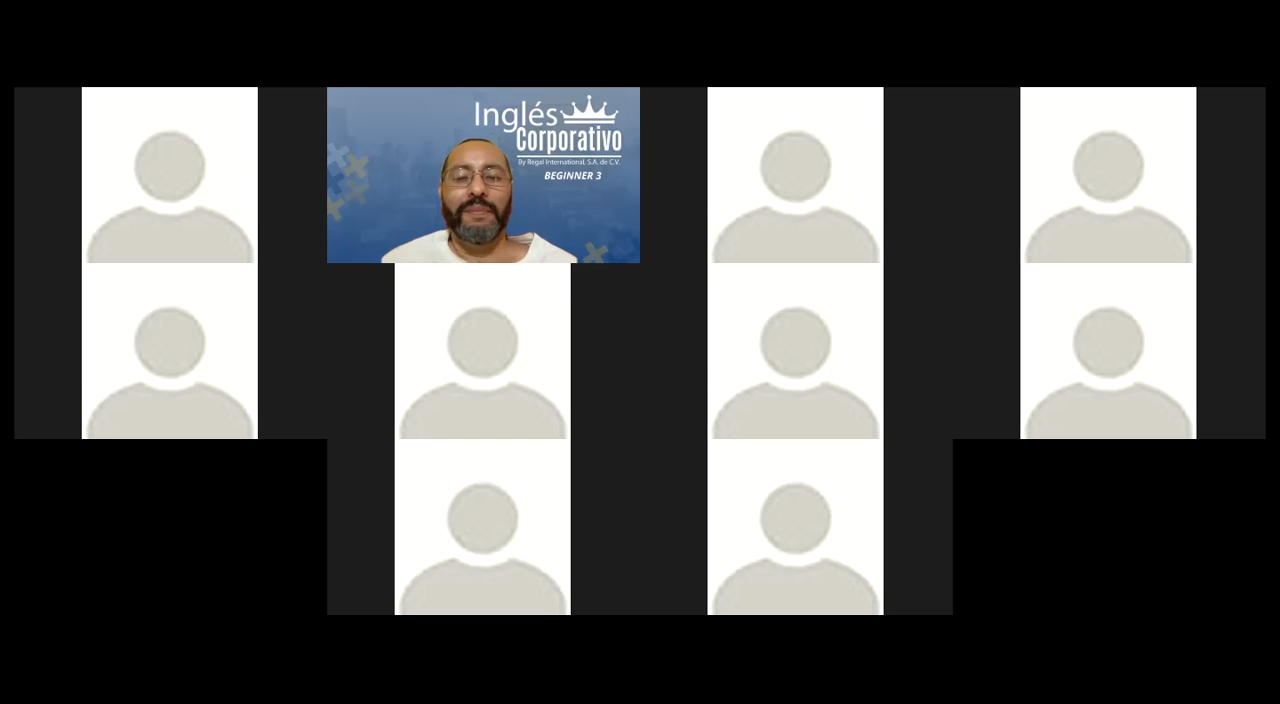 Inglés
Corporativo
By Regal International, S.A. de C.V.
BEGINNER 3